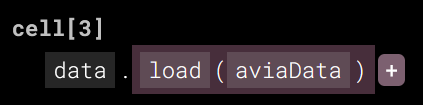 cell[3]
data . load ( aviaData ) +